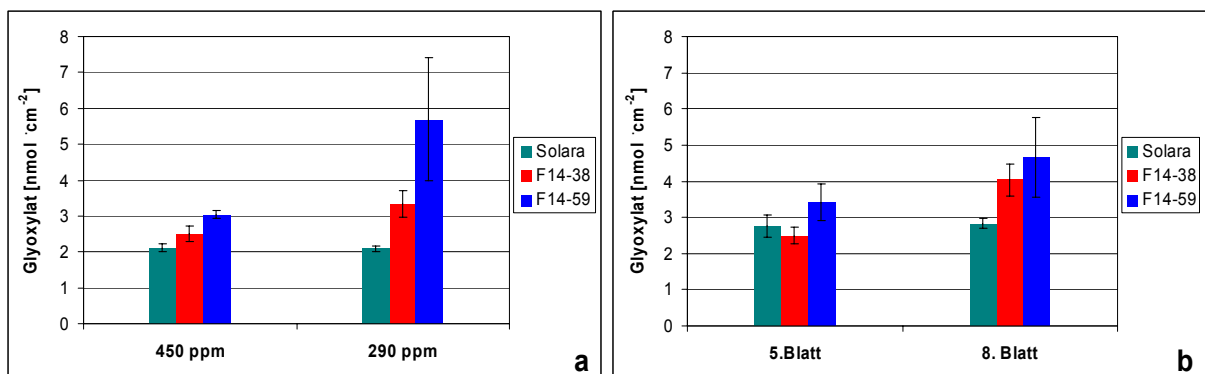 8
7
6
5
4
3
2
1
0
Glyoxylat [nmol ·cm⁻²]
450 ppm
290 ppm
Solara
F14-38
F14-59
a
8
7
6
5
4
3
2
1
0
Glyoxylat [nmol ·cm⁻²]
5.Blatt
8. Blatt
Solara
F14-38
F14-59
b